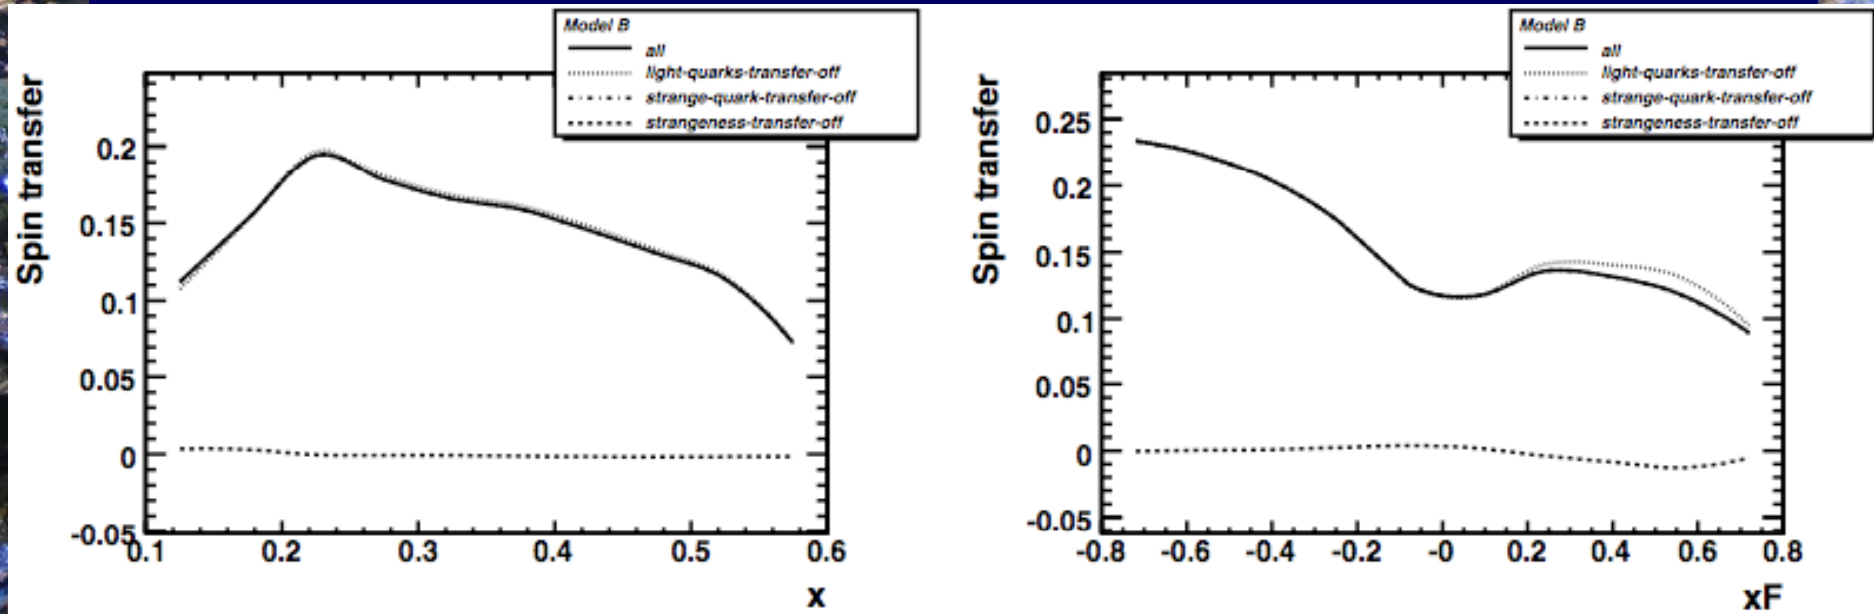 Model B
all
light-quarks-transfer-off
strange-quark-transfer-off
strangeness-transfer-off
Spin transfer
0.2
0.15
0.1
0.05
0
-0.05
0.1 0.2 0.3 0.4 0.5 0.6
x
Model B
all
light-quarks-transfer-off
strange-quark-transfer-off
strangeness-transfer-off
Spin transfer
0.25
0.2
0.15
0.1
0.05
0
-0.05
-0.8 -0.6 -0.4 -0.2 -0 0.2 0.4 0.6 0.8
xF